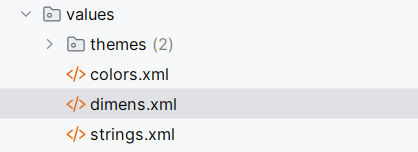 values
themes (2)
</> colors.xml
</> dimens.xml
</> strings.xml